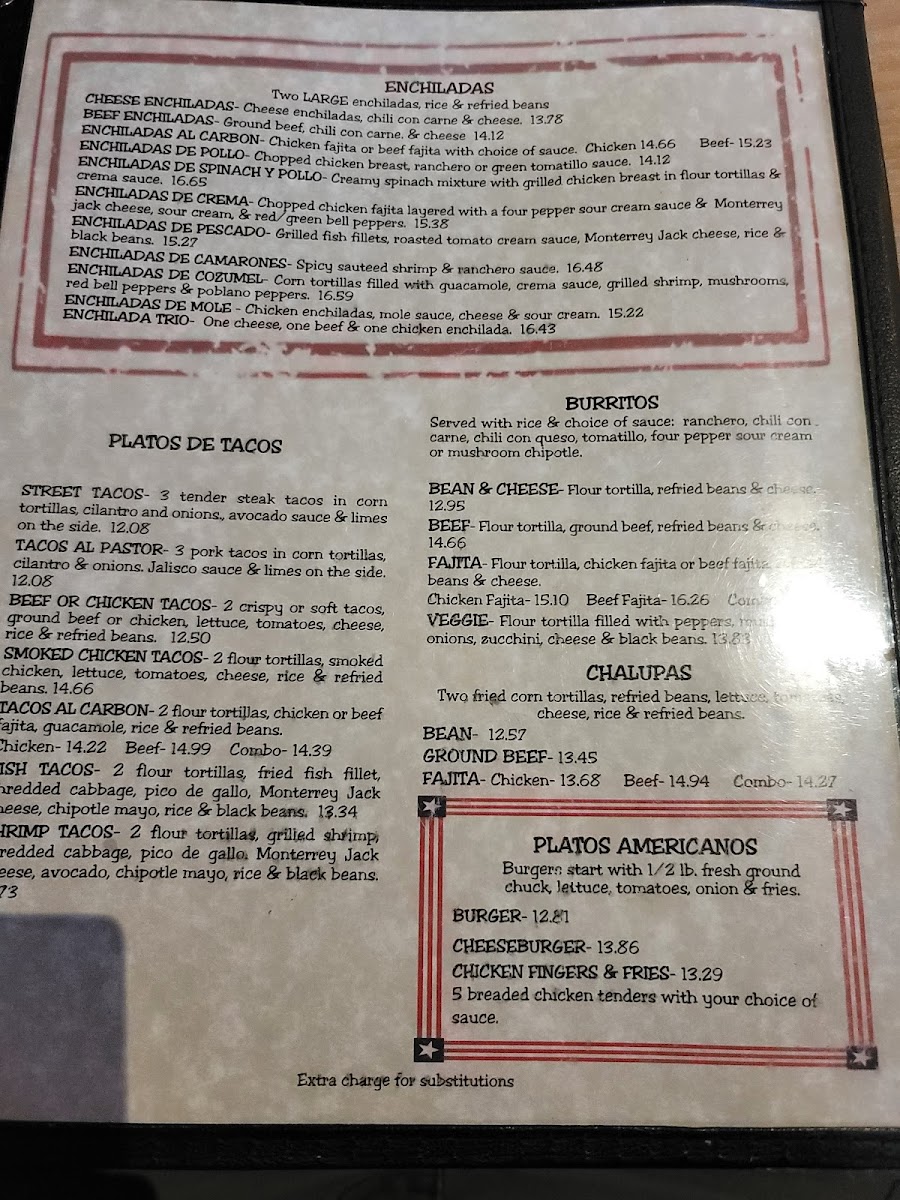 ENCHILADAS
Two LARGE enchiladas, rice & refried beans
CHEESE ENCHILADAS- Cheese enchiladas, chili con carne & cheese. 13.78
BEEF ENCHILADAS- Ground beef, chili con carne, & cheese 14.12
ENCHILADAS AL CARBON- Chicken fajita or beef fajita with choice of sauce. Chicken 14.66 Beef- 15.23
ENCHILADAS DE POLLO- Chopped chicken breast, ranchero or green tomatillo sauce. 14.12
ENCHILADAS DE SPINACH Y POLLO- Creamy spinach mixture with grilled chicken breast in flour tortillas &
crema sauce. 16.65
ENCHILADAS DE CREMA- Chopped chicken fajita layered with a four pepper sour cream sauce & Monterrey
jack cheese, sour cream, & red/green bell peppers. 15.38
ENCHILADAS DE PESCADO- Grilled fish fillets, roasted tomato cream sauce, Monterrey Jack cheese, rice &
black beans. 15.27
ENCHILADAS DE CAMARONES- Spicy sauteed shrimp & ranchero sauce. 16.48
ENCHILADAS DE COZUMEL- Corn tortillas filled with guacamole, crema sauce, grilled shrimp, mushrooms,
red bell peppers & poblano peppers. 16.59
ENCHILADAS DE MOLE - Chicken enchiladas, mole sauce, cheese & sour cream. 15.22
ENCHILADA TRIO- One cheese, one beef & one chicken enchilada. 16.43
PLATOS DE TACOS
STREET TACOS- 3 tender steak tacos in corn
tortillas, cilantro and onions., avocado sauce & limes
on the side. 12.08
TACOS AL PASTOR- 3 pork tacos in corn tortillas,
cilantro & onions. Jalisco sauce & limes on the side.
12.08
BEEF OR CHICKEN TACOS- 2 crispy or soft tacos,
ground beef or chicken, lettuce, tomatoes, cheese,
rice & refried beans. 12.50
SMOKED CHICKEN TACOS- 2 flour tortillas, smoked
chicken, lettuce, tomatoes, cheese, rice & refried
beans. 14.66
TACOS AL CARBON- 2 flour tortillas, chicken or beef
fajita, guacamole, rice & refried beans.
Chicken- 14.22 Beef- 14.99 Combo- 14.39
ISH TACOS- 2 flour tortillas, fried fish fillet,
hredded cabbage, pico de gallo, Monterrey Jack
heese, chipotle mayo, rice & black beans. 13.34
HRIMP TACOS- 2 flour tortillas, grilled shrimp,
redded cabbage, pico de gallo. Monterrey Jack
eese, avocado, chipotle mayo, rice & black beans.
73
BURRITOS
Served with rice & choice of sauce: ranchero, chili con
carne, chili con queso, tomatillo, four pepper sour cream
or mushroom chipotle.
BEAN & CHEESE- Flour tortilla, refried beans & cheese.
12.95
BEEF- Flour tortilla, ground beef, refried beans & cheese.
14.66
FAJITA- Flour tortilla, chicken fajita or beef fajita
beans & cheese.
Chicken Fajita- 15.10 Beef Fajita- 16.26
VEGGIE- Flour tortilla filled with peppers,
onions, zucchini, cheese & black beans. 13.83
CHALUPAS
Two fried corn tortillas, refried beans, lettuce, tomatoes,
cheese, rice & refried beans.
BEAN- 12.57
GROUND BEEF- 13.45
FAJITA- Chicken- 13.68 Beef- 14.94 Combo- 14.27
PLATOS AMERICANOS
Burgers start with 1/2 lb. fresh ground
chuck, lettuce, tomatoes, onion & fries.
BURGER- 12.81
CHEESEBURGER- 13.86
CHICKEN FINGERS & FRIES- 13.29
5 breaded chicken tenders with your choice of
sauce.
Extra charge for substitutions